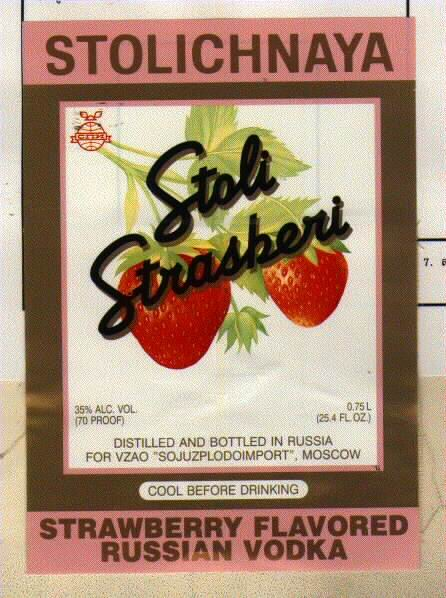 STOLICHNAYA
Stoli
Strasberi
7.
35% ALC. VOL.
(70 PROOF)
0.75 L
(25.4 FL. OZ.)
DISTILLED AND BOTTLED IN RUSSIA
FOR VZAO "SOJUZPLODOIMPORT", MOSCOW
COOL BEFORE DRINKING
STRAWBERRY FLAVORED
RUSSIAN VODKA